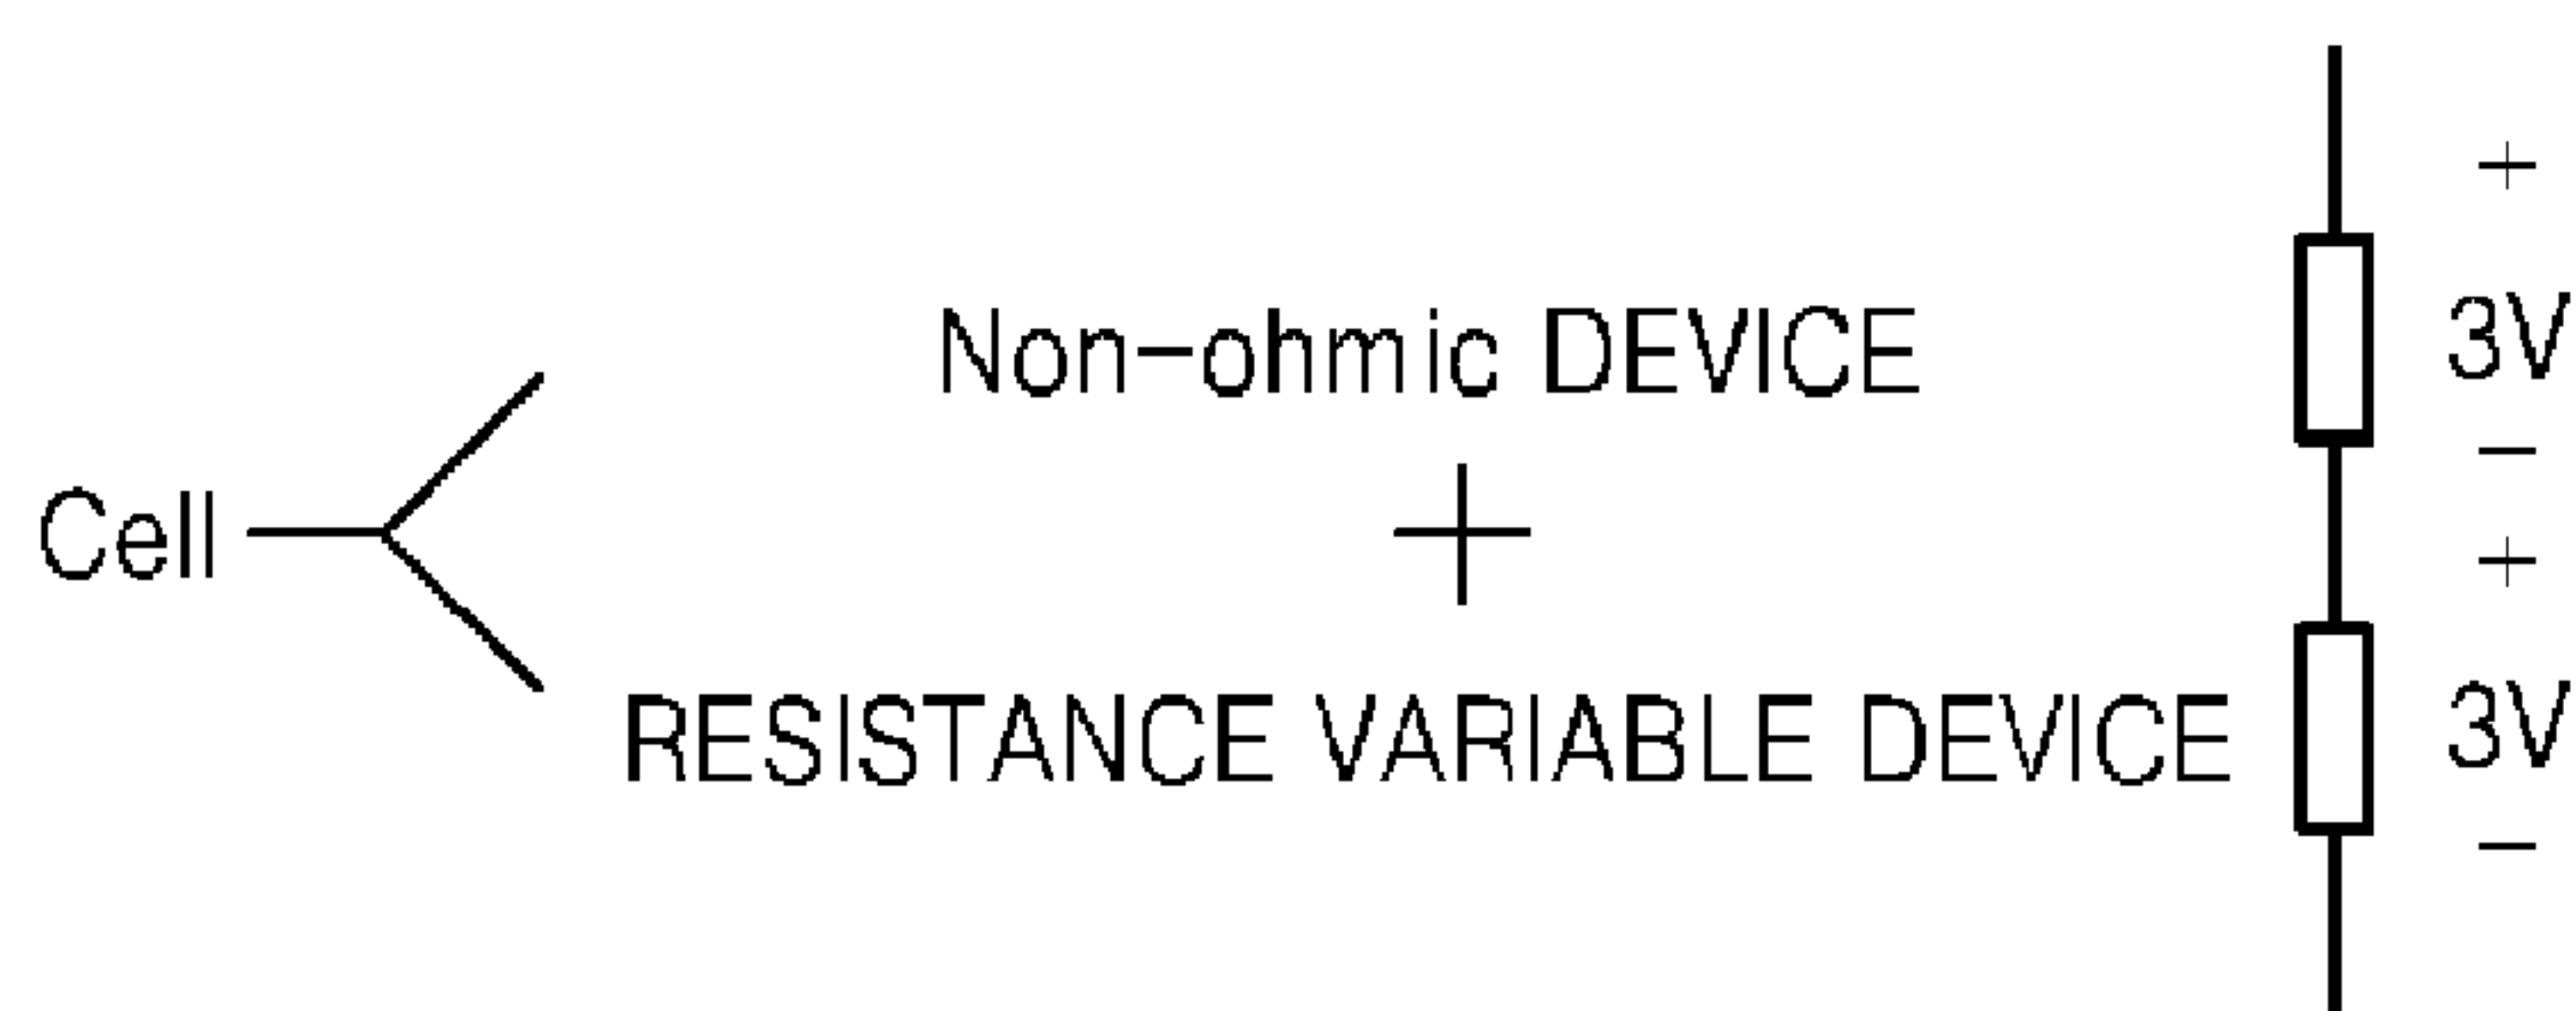 +
Non-ohmic DEVICE
3V
−
Cell
+
+
RESISTANCE VARIABLE DEVICE
3V
−